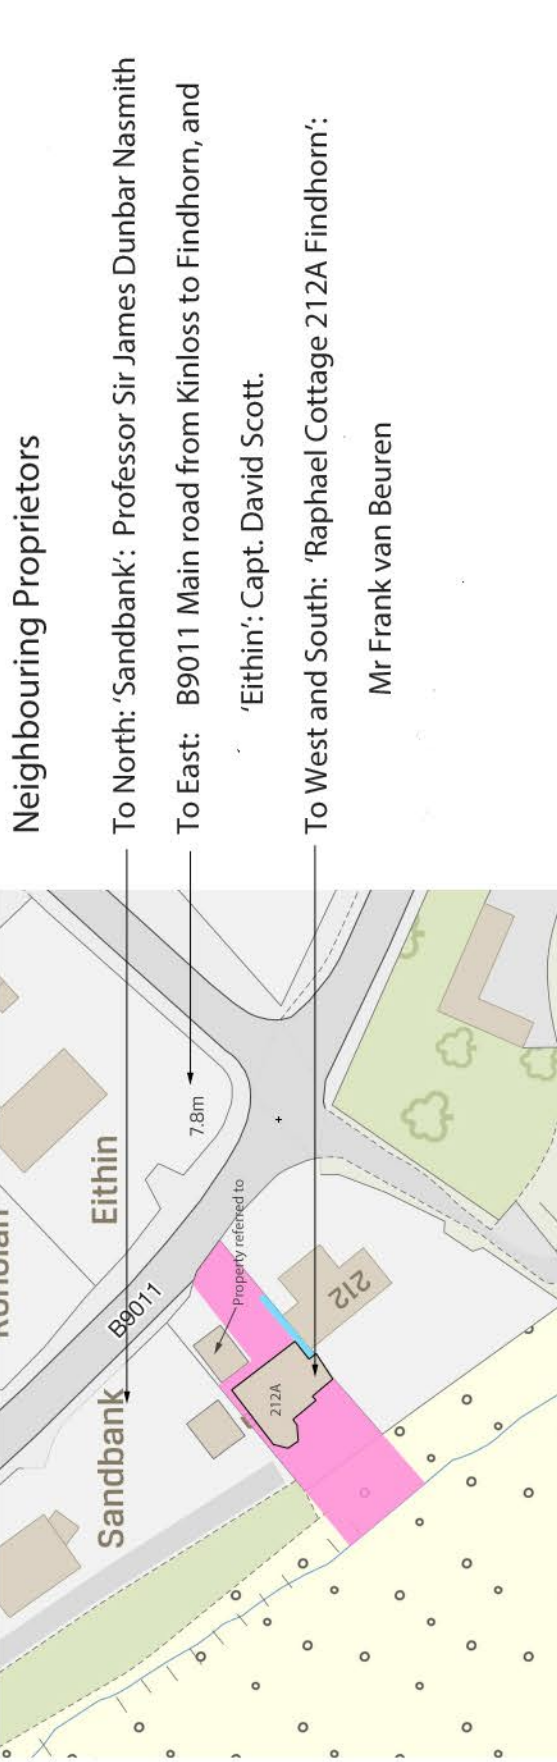 Neighbouring Proprietors
To North: ‘Sandbank’: Professor Sir James Dunbar Nasmith
To East: B9011 Main road from Kinloss to Findhorn, and
‘Eithin’: Capt. David Scott.
To West and South: ‘Raphael Cottage 212A Findhorn’:
Mr Frank van Beuren
Eithin
7.8m
B9011
Property referred to
Sandbank
212A
212